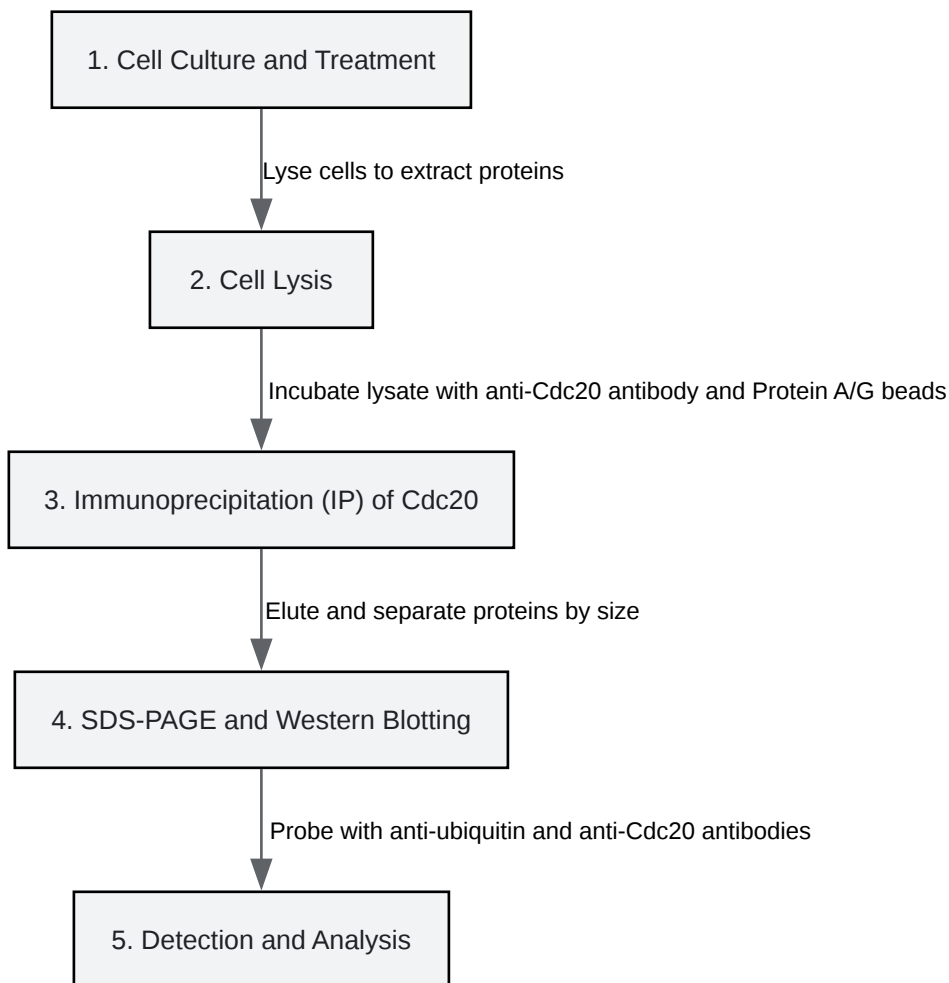 1. Cell Culture and Treatment
Lyse cells to extract proteins
2. Cell Lysis
Incubate lysate with anti-Cdc20 antibody and Protein A/G beads
3. Immunoprecipitation (IP) of Cdc20
Elute and separate proteins by size
4. SDS-PAGE and Western Blotting
Probe with anti-ubiquitin and anti-Cdc20 antibodies
5. Detection and Analysis